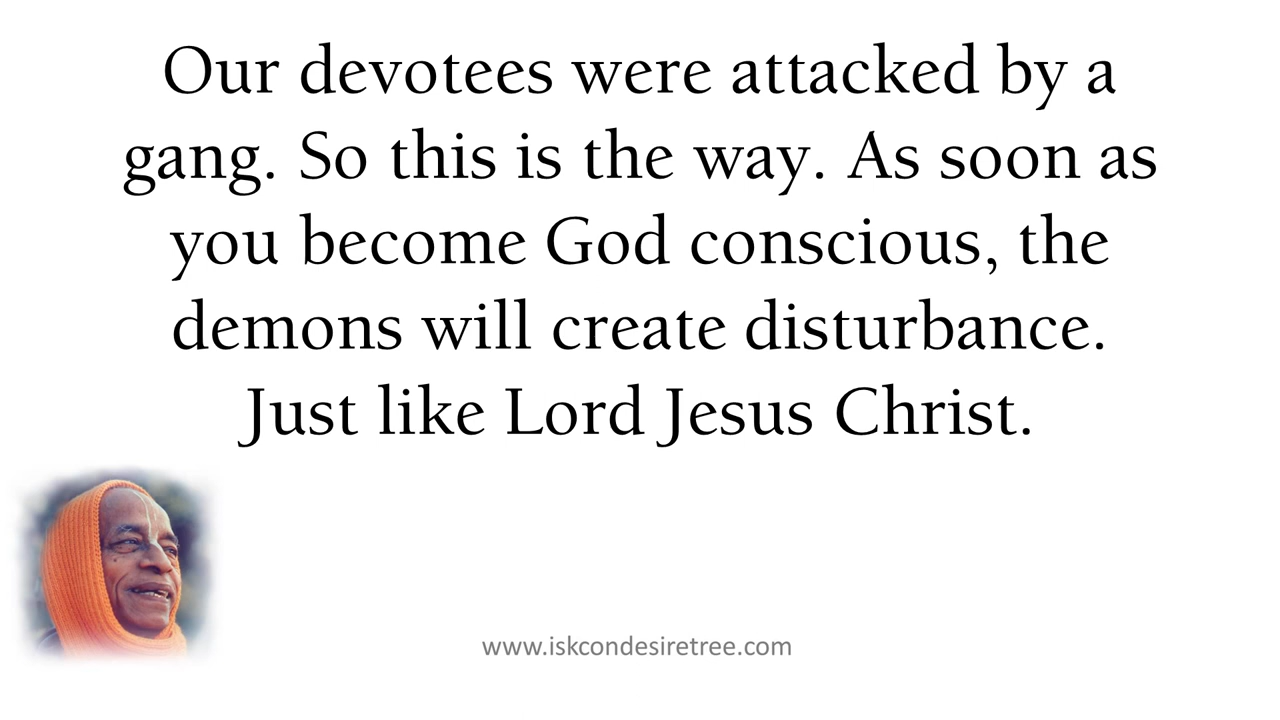 Our devotees were attacked by a
gang. So this is the way. As soon as
you become God conscious, the
demons will create disturbance.
Just like Lord Jesus Christ.
www.iskcondesiretree.com